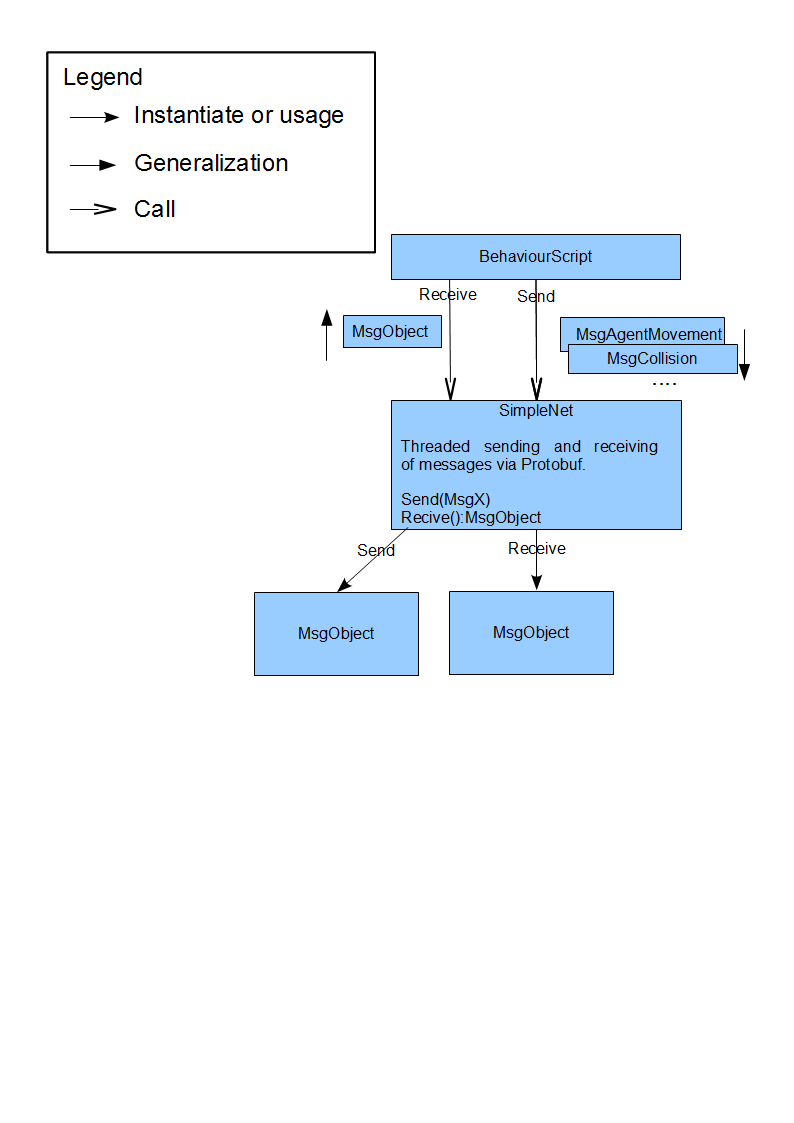 Legend
Instantiate or usage
Generalization
Call
BehaviourScript
Receive
Send
MsgObject
MsgAgentMovement
MsgCollision
....
SimpleNet
Threaded sending and receiving
of messages via Protobuf.
Send(MsgX)
Recive():MsgObject
Send
Receive
MsgObject
MsgObject